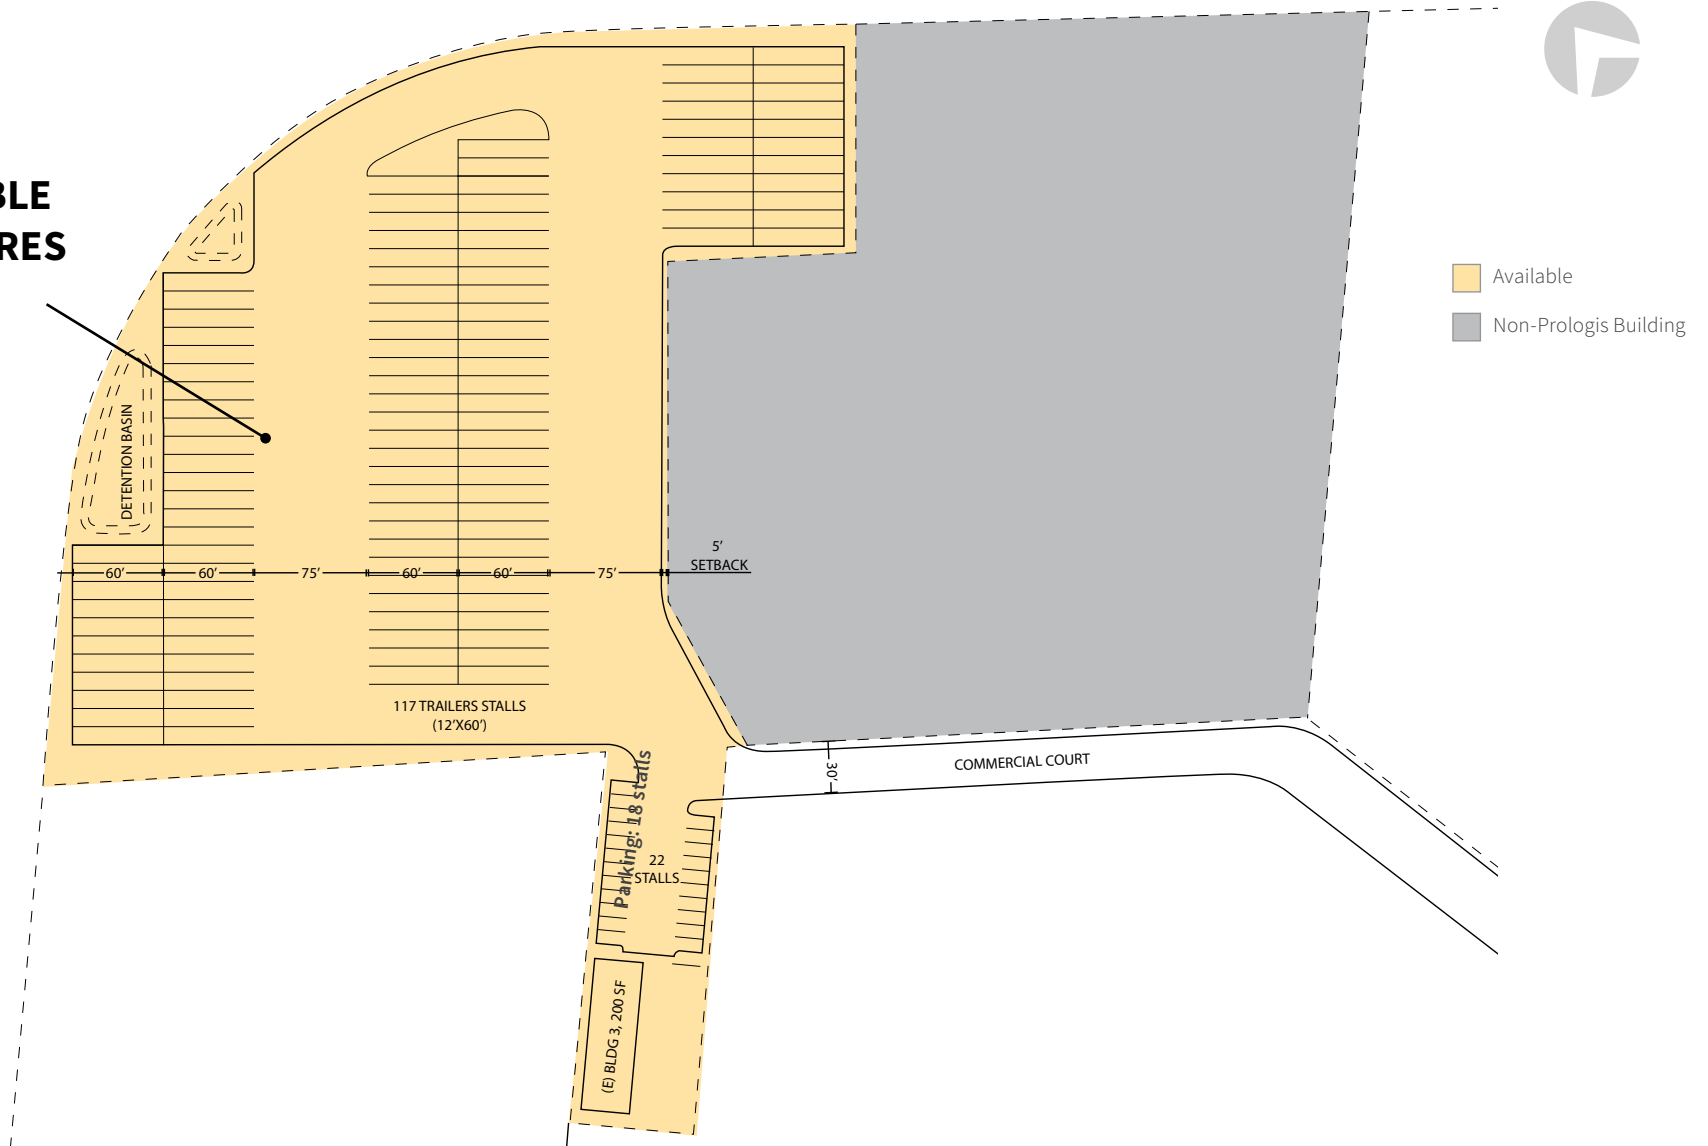 BLE
RES
Available
Non-Prologis Building
DETENTION BASIN
5’
SETBACK
60’
60’
75’
60’
60’
75’
117 TRAILERS STALLS
(12’X60’)
COMMERCIAL COURT
30’
Parking: 18 stalls
22
STALLS
(E) BLDG 3, 200 SF